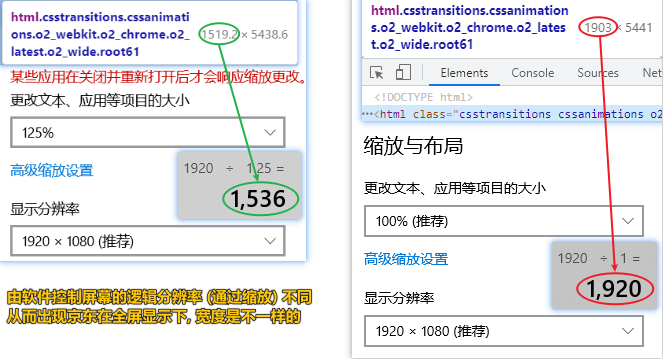 html.csstransitions.cssanimati
ons.o2_webkit.o2_chrome.o2_
latest.o2_wide.root61
1519.2 × 5438.6
某些应用在关闭并重新打开后才会响应缩放更改。
更改文本、应用等项目的大小
125%
高级缩放设置
1920 ÷ 1.25 =
1,536
显示分辨率
1920 × 1080 (推荐)
由软件控制屏幕的逻辑分辨率 (通过缩放) 不同
从而出现京东在全屏显示下, 宽度是不一样的
html.csstransitions.cssanimation
s.o2_webkit.o2_chrome.o2_lates
t.o2_wide.root61
1903 × 5441
Elements Console Sources
<!DOCTYPE html>
<html class="csstransitions cssanimations o2
缩放与布局
更改文本、应用等项目的大小
100% (推荐)
高级缩放设置
1920 ÷ 1 =
1,920
显示分辨率
1920 × 1080 (推荐)